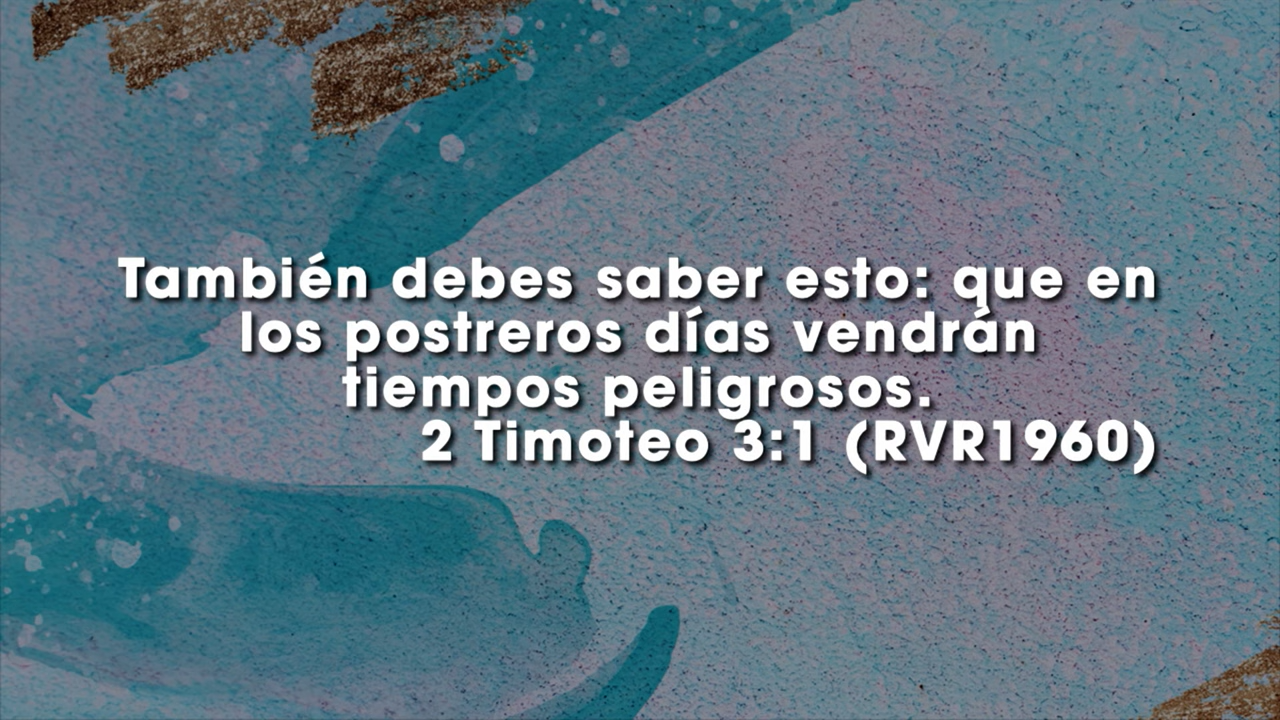 También debes saber esto: que en
los postreros días vendrán
tiempos peligrosos.
2 Timoteo 3:1 (RVR1960)